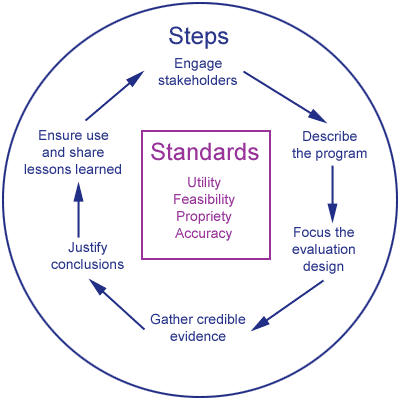 Steps
Engage
stakeholders
Describe
the program
Focus the
evaluation
design
Gather credible
evidence
Justify
conclusions
Ensure use
and share
lessons learned
Standards
Utility
Feasibility
Propriety
Accuracy